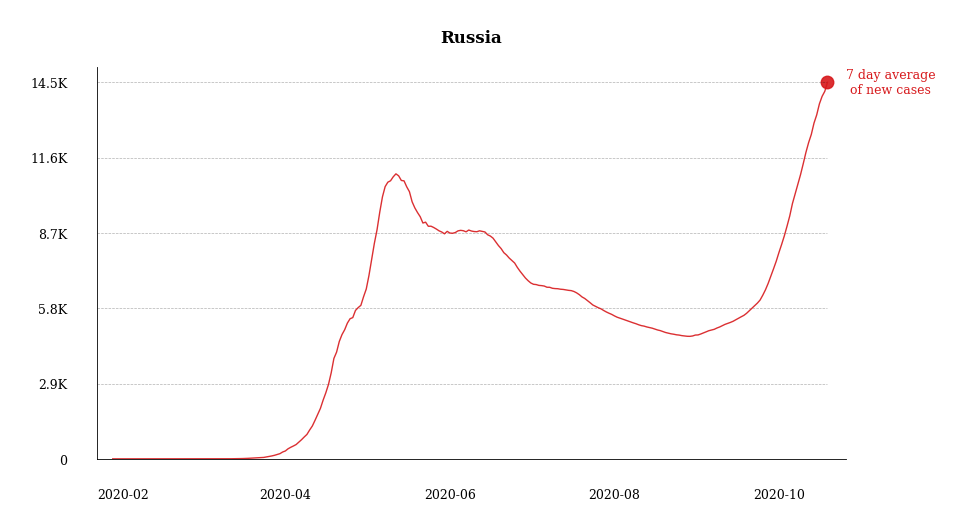 Russia
14.5K
7 day average
of new cases
11.6K
8.7K
5.8K
2.9K
0
2020-02
2020-04
2020-06
2020-08
2020-10